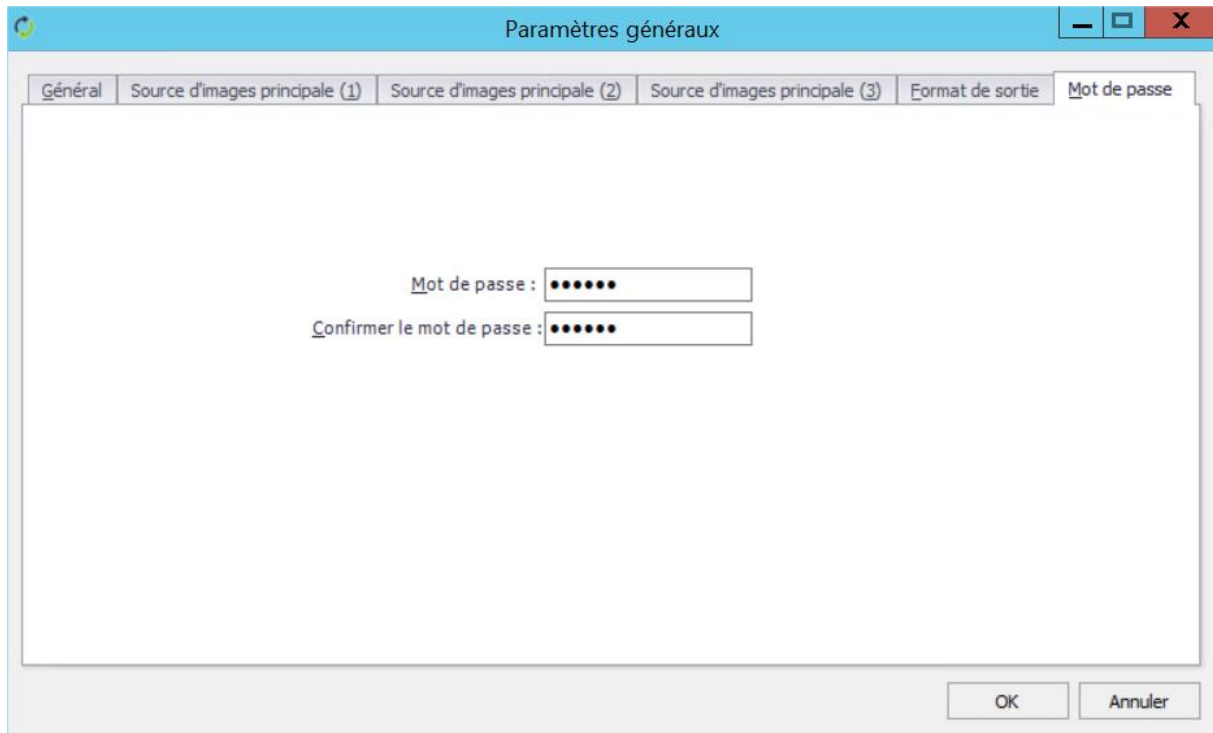 Paramètres généraux
Général Source d'images principale (1) Source d'images principale (2) Source d'images principale (3) Format de sortie Mot de passe
Mot de passe : ●●●●●●
Confirmer le mot de passe : ●●●●●●
OK Annuler